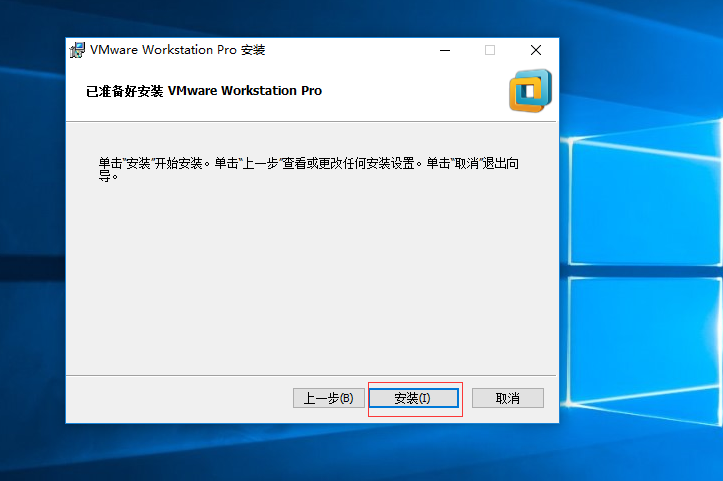 VMware Workstation Pro 安装
已准备好安装 VMware Workstation Pro
单击"安装"开始安装。单击"上一步"查看或更改任何安装设置。单击"取消"退出向
导。
上一步(B) 安装(I) 取消